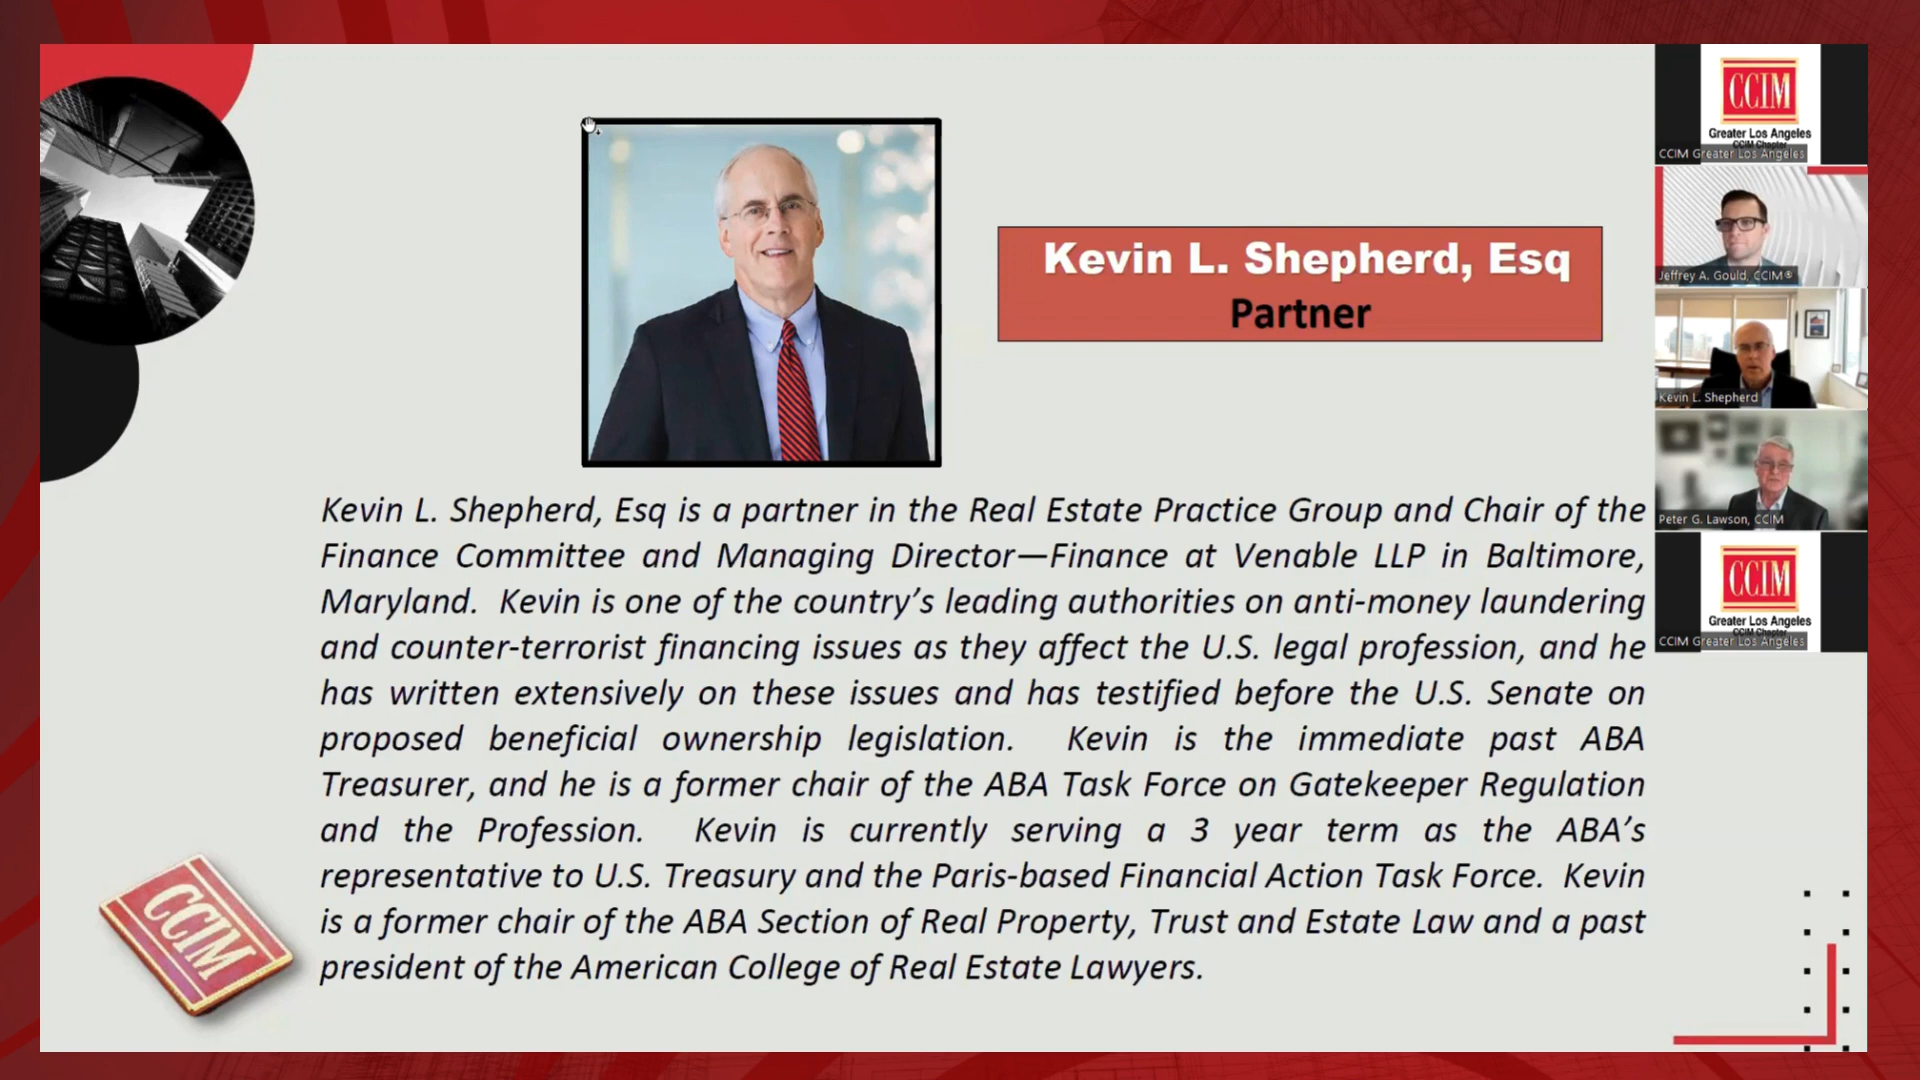 Kevin L. Shepherd, Esq
Partner
Kevin L. Shepherd, Esq is a partner in the Real Estate Practice Group and Chair of the
Finance Committee and Managing Director—Finance at Venable LLP in Baltimore,
Maryland. Kevin is one of the country’s leading authorities on anti-money laundering
and counter-terrorist financing issues as they affect the U.S. legal profession, and he
has written extensively on these issues and has testified before the U.S. Senate on
proposed beneficial ownership legislation. Kevin is the immediate past ABA
Treasurer, and he is a former chair of the ABA Task Force on Gatekeeper Regulation
and the Profession. Kevin is currently serving a 3 year term as the ABA’s
representative to U.S. Treasury and the Paris-based Financial Action Task Force. Kevin
is a former chair of the ABA Section of Real Property, Trust and Estate Law and a past
president of the American College of Real Estate Lawyers.
CCIM
CCIM
Greater Los Angeles
CCIM Chapter
CCIM Greater Los Angeles
Jeffrey A. Gould, CCIM®
Kevin L. Shepherd
Peter G. Lawson, CCIM
CCIM
Greater Los Angeles
CCIM Chapter
CCIM Greater Los Angeles